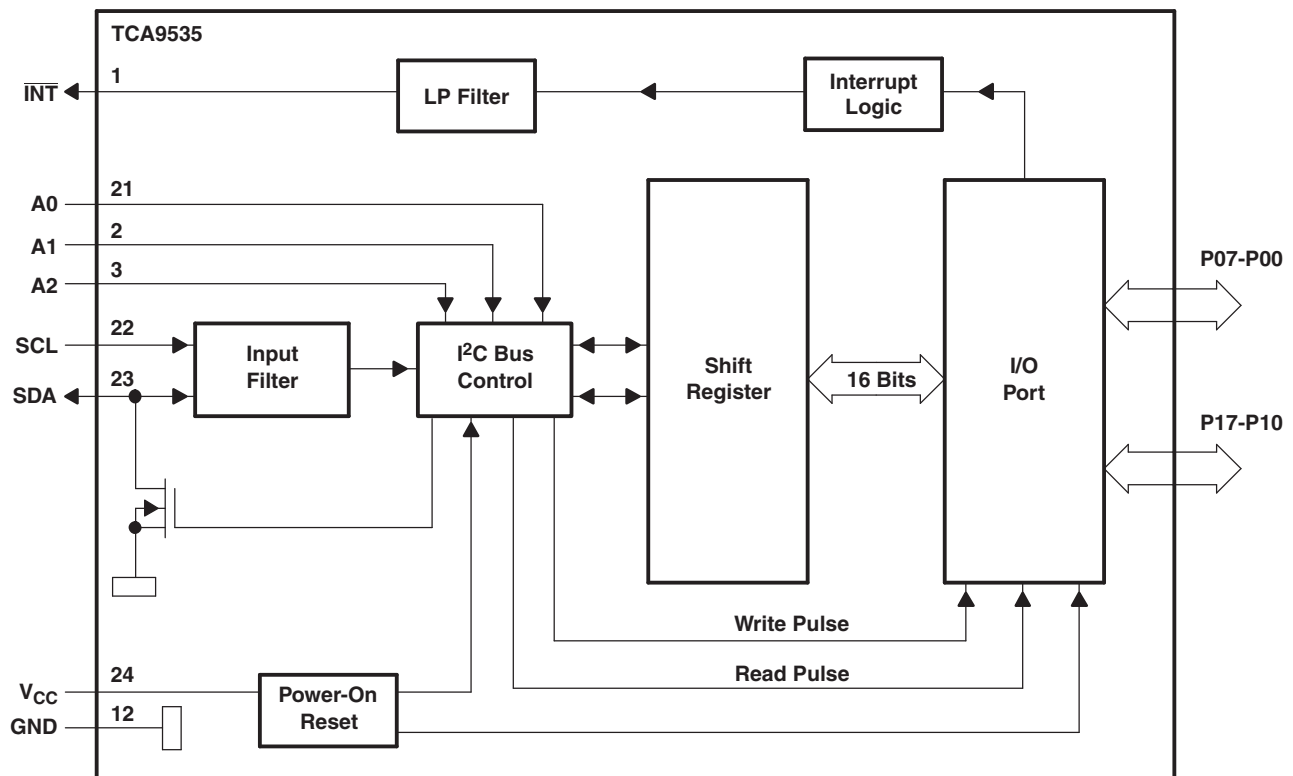 TCA9535
1
INT
LP Filter
Interrupt
Logic
21
A0
2
A1
3
A2
22
SCL
23
SDA
Input
Filter
I²C Bus
Control
Shift
Register
16 Bits
I/O
Port
P07-P00
P17-P10
Write Pulse
Read Pulse
24
VCC
12
GND
Power-On
Reset